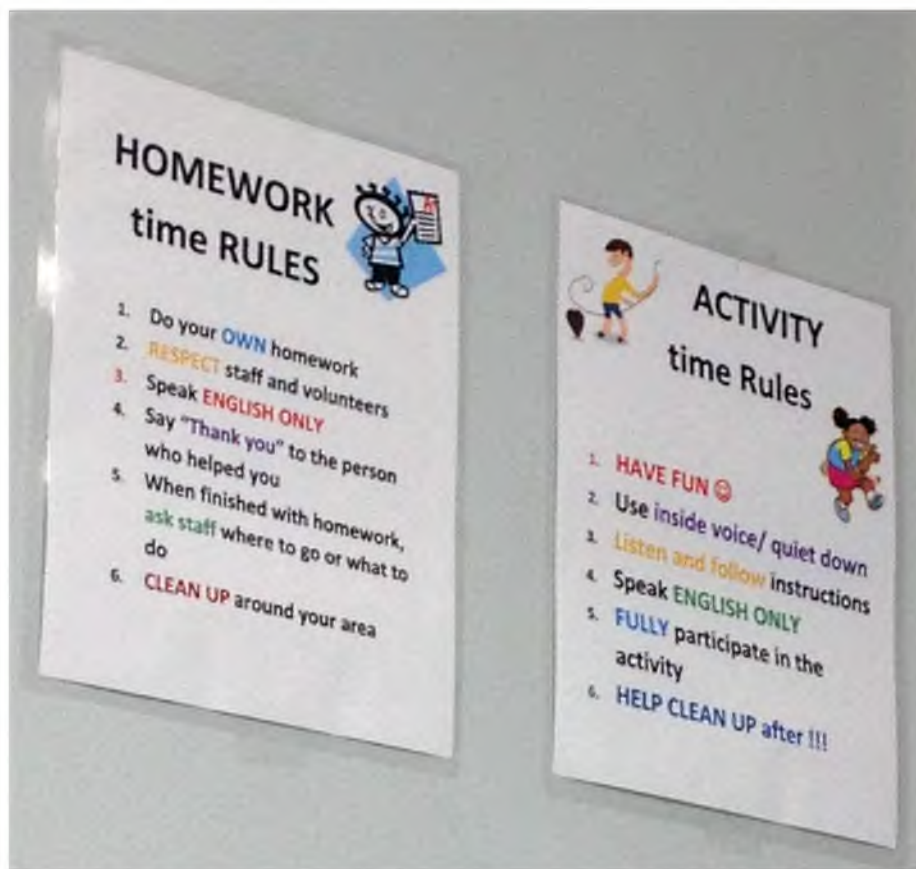 HOMEWORK
time RULES
1. Do your OWN homework
2. RESPECT staff and volunteers
3. Speak ENGLISH ONLY
4. Say "Thank you" to the person
who helped you
5. When finished with homework,
ask staff where to go or what to
do
6. CLEAN UP around your area
ACTIVITY
time Rules
1. HAVE FUN ☺
2. Use inside voice/ quiet down
3. Listen and follow instructions
4. Speak ENGLISH ONLY
5. FULLY participate in the
activity
6. HELP CLEAN UP after !!!